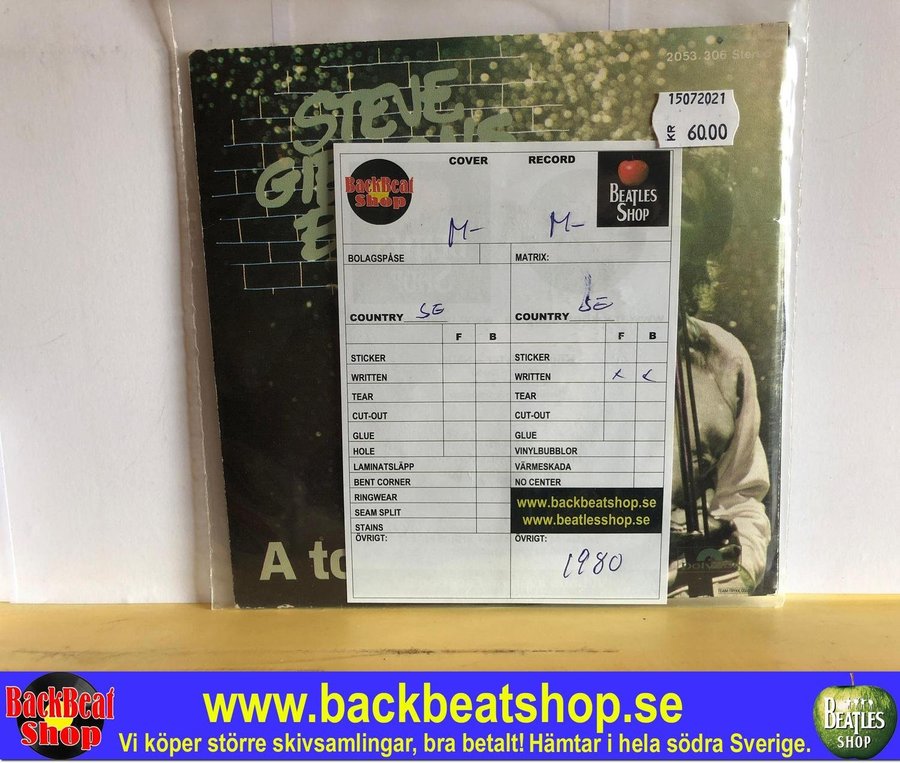 2053 306 Stereo
STEVE
15072021
KR 60.00
COVER RECORD
BackBeat
Shop
BEATLES
SHOP
M- M-
BOLAGSPÅSE MATRIX:
COUNTRY SE COUNTRY SE
F B F B
STICKER STICKER
WRITTEN WRITTEN x x
TEAR TEAR
CUT-OUT CUT-OUT
GLUE GLUE
HOLE VINYLBUBBLOR
LAMINATSLÄPP VÄRMESKADA
BENT CORNER NO CENTER
RINGWEAR www.backbeatshop.se
SEAM SPLIT www.beatlesshop.se
STAINS
ÖVRIGT: ÖVRIGT:
1980
A to
BackBeat
Shop
www.backbeatshop.se
Vi köper större skivsamlingar, bra betalt! Hämtar i hela södra Sverige.
BEATLES
SHOP